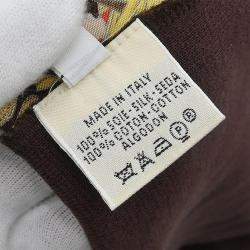 MADE IN ITALY
100% SOIE-SILK-SEDA
100% COTON-COTTON
ALGODON
P